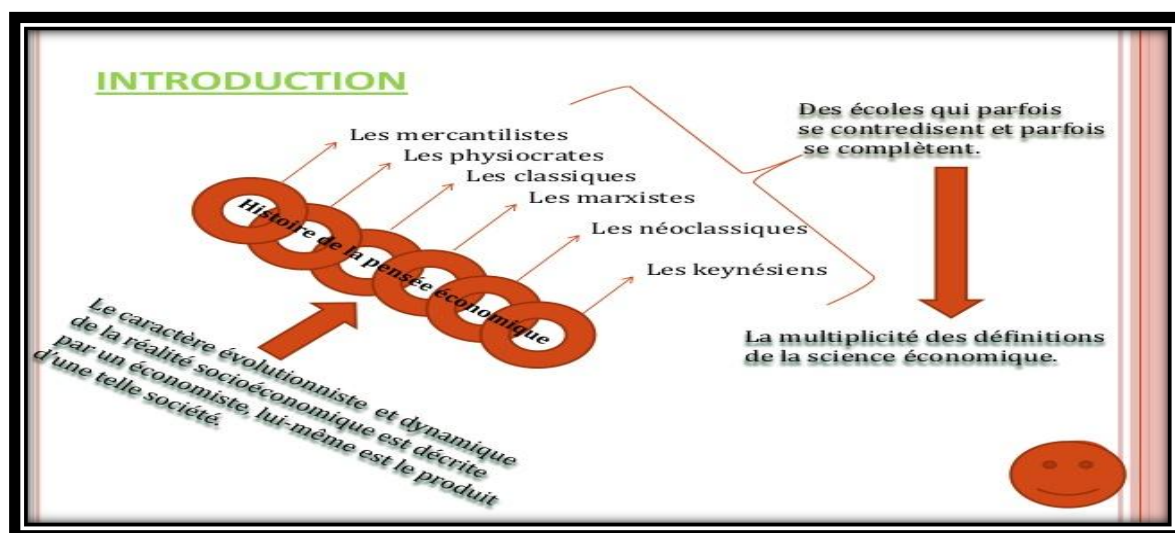 INTRODUCTION
Les mercantilistes
Les physiocrates
Les classiques
Les marxistes
Les néoclassiques
Les keynésiens
Histoire de la pensée économique
Des écoles qui parfois
se contredisent et parfois
se complètent.
La multiplicité des définitions
de la science économique.
Le caractère évolutionniste et dynamique
de la réalité socioéconomique est décrite
par un économiste, lui-même est le produit
d'une telle société.